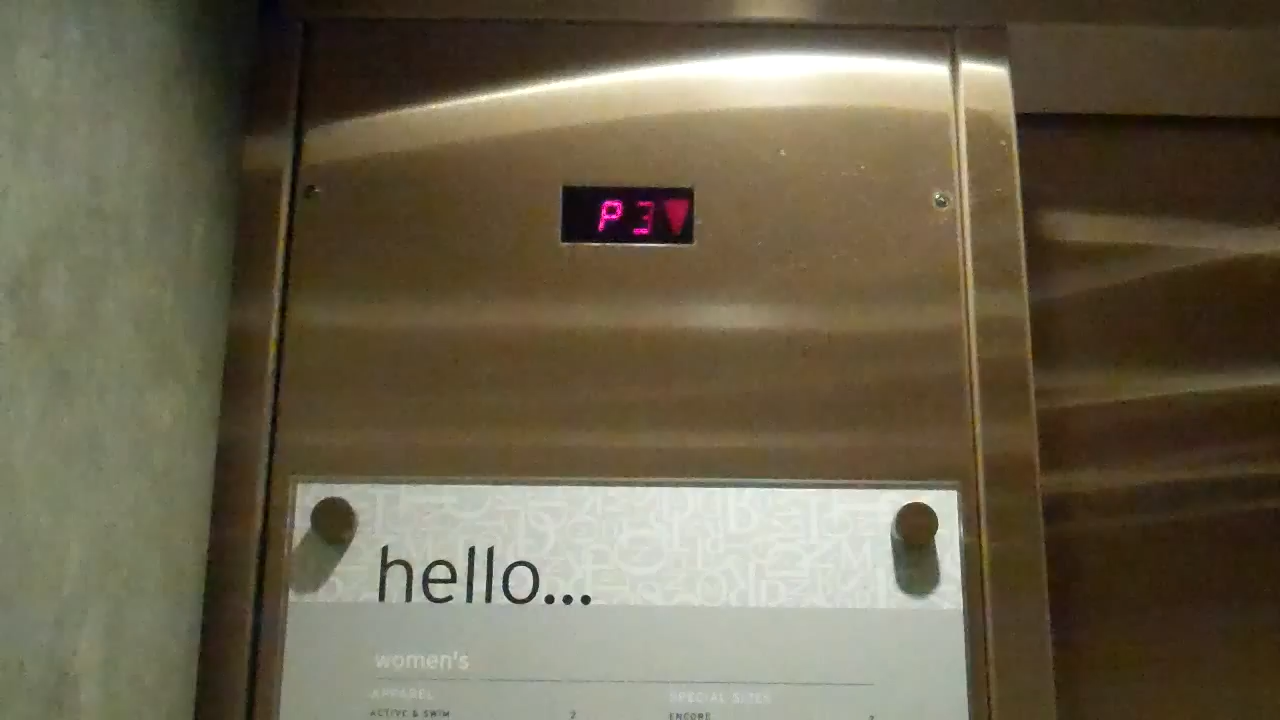 P3
hello...
women's
APPAREL
SPECIAL SIZES
ACTIVE & SWIM 2
ENCORE